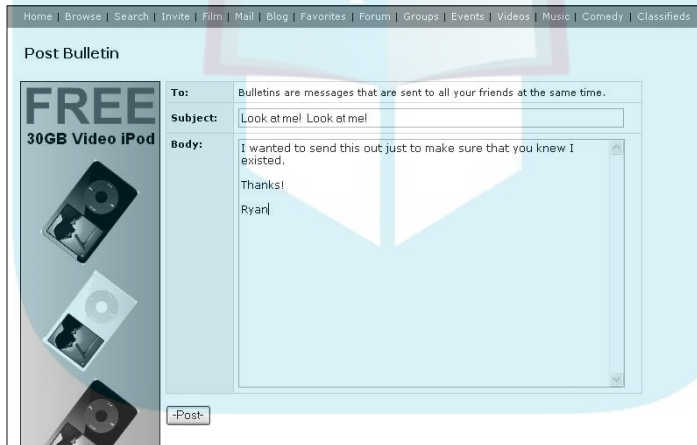 Home | Browse | Search | Invite | Film | Mail | Blog | Favorites | Forum | Groups | Events | Videos | Music | Comedy | Classifieds
Post Bulletin
FREE
30GB Video iPod
To: Bulletins are messages that are sent to all your friends at the same time.
Subject: Look at me! Look at me!
Body: I wanted to send this out just to make sure that you knew I
existed.
Thanks!
Ryan
-Post-